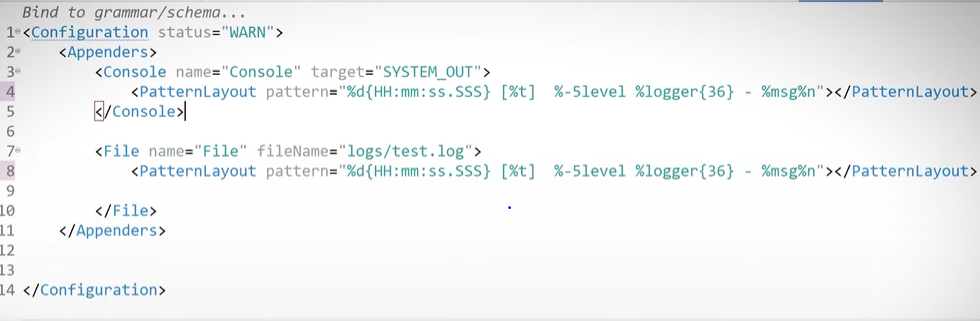 Bind to grammar/schema...
1 <Configuration status="WARN">
2     <Appenders>
3         <Console name="Console" target="SYSTEM_OUT">
4             <PatternLayout pattern="%d{HH:mm:ss.SSS} [%t]  %-5level %logger{36} - %msg%n"></PatternLayout>
5         </Console>
6
7         <File name="File" fileName="logs/test.log">
8             <PatternLayout pattern="%d{HH:mm:ss.SSS} [%t]  %-5level %logger{36} - %msg%n"></PatternLayout>
9
10         </File>
11     </Appenders>
12
13
14 </Configuration>